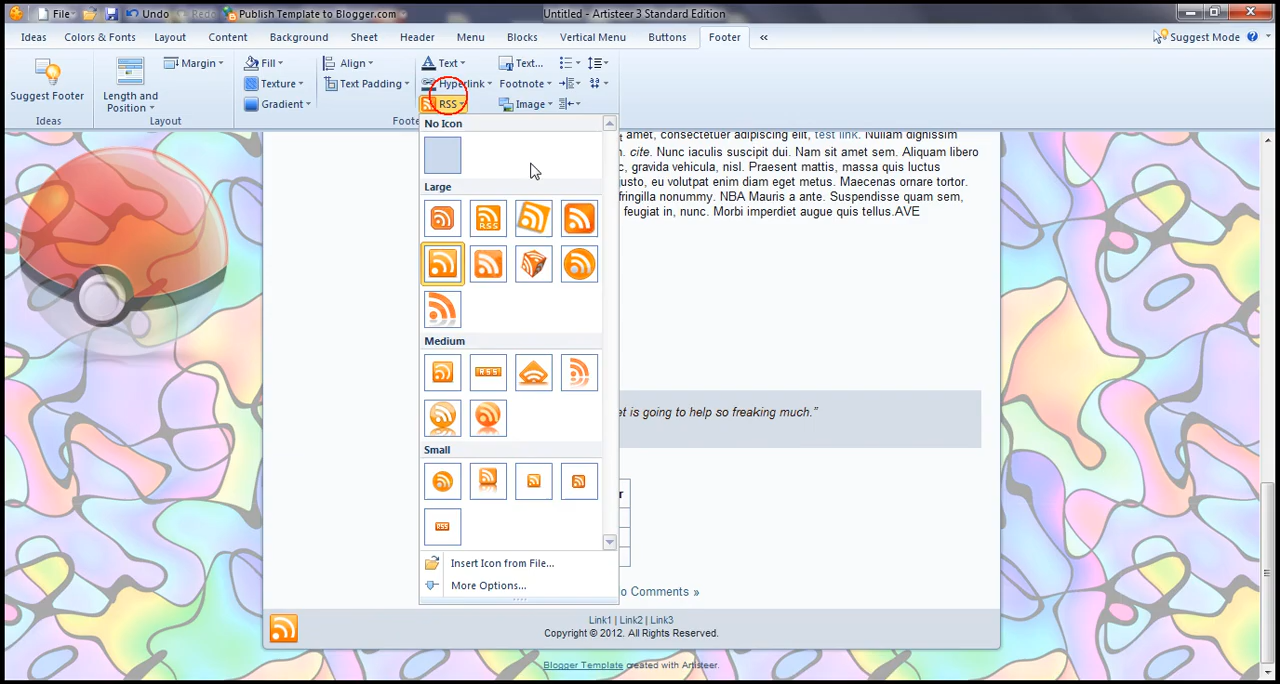 File Undo Redo Publish Template to Blogger.com Untitled - Artisteer 3 Standard Edition
Ideas Colors & Fonts Layout Content Background Sheet Header Menu Blocks Vertical Menu Buttons Footer « Suggest Mode
Suggest Footer
Ideas
Length and
Position
Margin
Layout
Fill
Texture
Gradient
Align
Text Padding
Foote
Text
Hyperlink
RSS
Text...
Footnote
Image
No Icon
Large
RSS
Medium
RSS
Small
RSS
Insert Icon from File...
More Options...
amet, consectetuer adipiscing elit, test link. Nullam dignissim
n. cite. Nunc iaculis suscipit dui. Nam sit amet sem. Aliquam libero
c, gravida vehicula, nisl. Praesent mattis, massa quis luctus
gusto, eu volutpat enim diam eget metus. Maecenas ornare tortor.
fringilla nonummy. NBA Mauris a ante. Suspendisse quam sem,
feugiat in, nunc. Morbi imperdiet augue quis tellus.AVE
et is going to help so freaking much.”
r
o Comments »
Link1 | Link2 | Link3
Copyright © 2012. All Rights Reserved.
Blogger Template created with Artisteer.